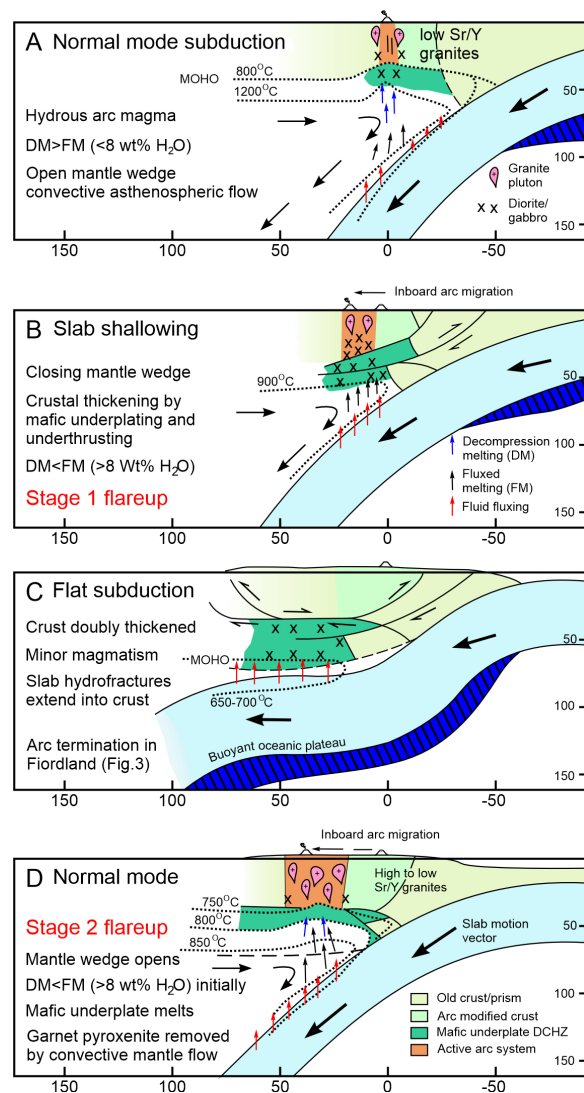 A Normal mode subduction
low Sr/Y
granites
800°C
MOHO
1200°C
Hydrous arc magma
DM>FM (<8 wt% H₂O)
Open mantle wedge
convective asthenospheric flow
Granite
pluton
x x Diorite/
gabbro
50
100
150
150
100
50
0
-50
Inboard arc migration
B Slab shallowing
Closing mantle wedge
900°C
Crustal thickening by
mafic underplating and
underthrusting
DM<FM (>8 Wt% H₂O)
Stage 1 flareup
Decompression
melting (DM)
Fluxed
melting (FM)
Fluid fluxing
50
100
150
150
100
50
0
-50
C Flat subduction
Crust doubly thickened
Minor magmatism
MOHO
Slab hydrofractures
extend into crust
650-700°C
Arc termination in
Fiordland (Fig.3)
Buoyant oceanic plateau
50
100
150
150
100
50
0
-50
Inboard arc migration
D Normal mode
High to low
Sr/Y granites
750°C
Stage 2 flareup
800°C
850°C
Slab motion
vector
Mantle wedge opens
DM<FM (>8 wt% H₂O) initially
Mafic underplate melts
Garnet pyroxenite removed
by convective mantle flow
Old crust/prism
Arc modified crust
Mafic underplate DCHZ
Active arc system
50
100
150
150
100
50
0
-50